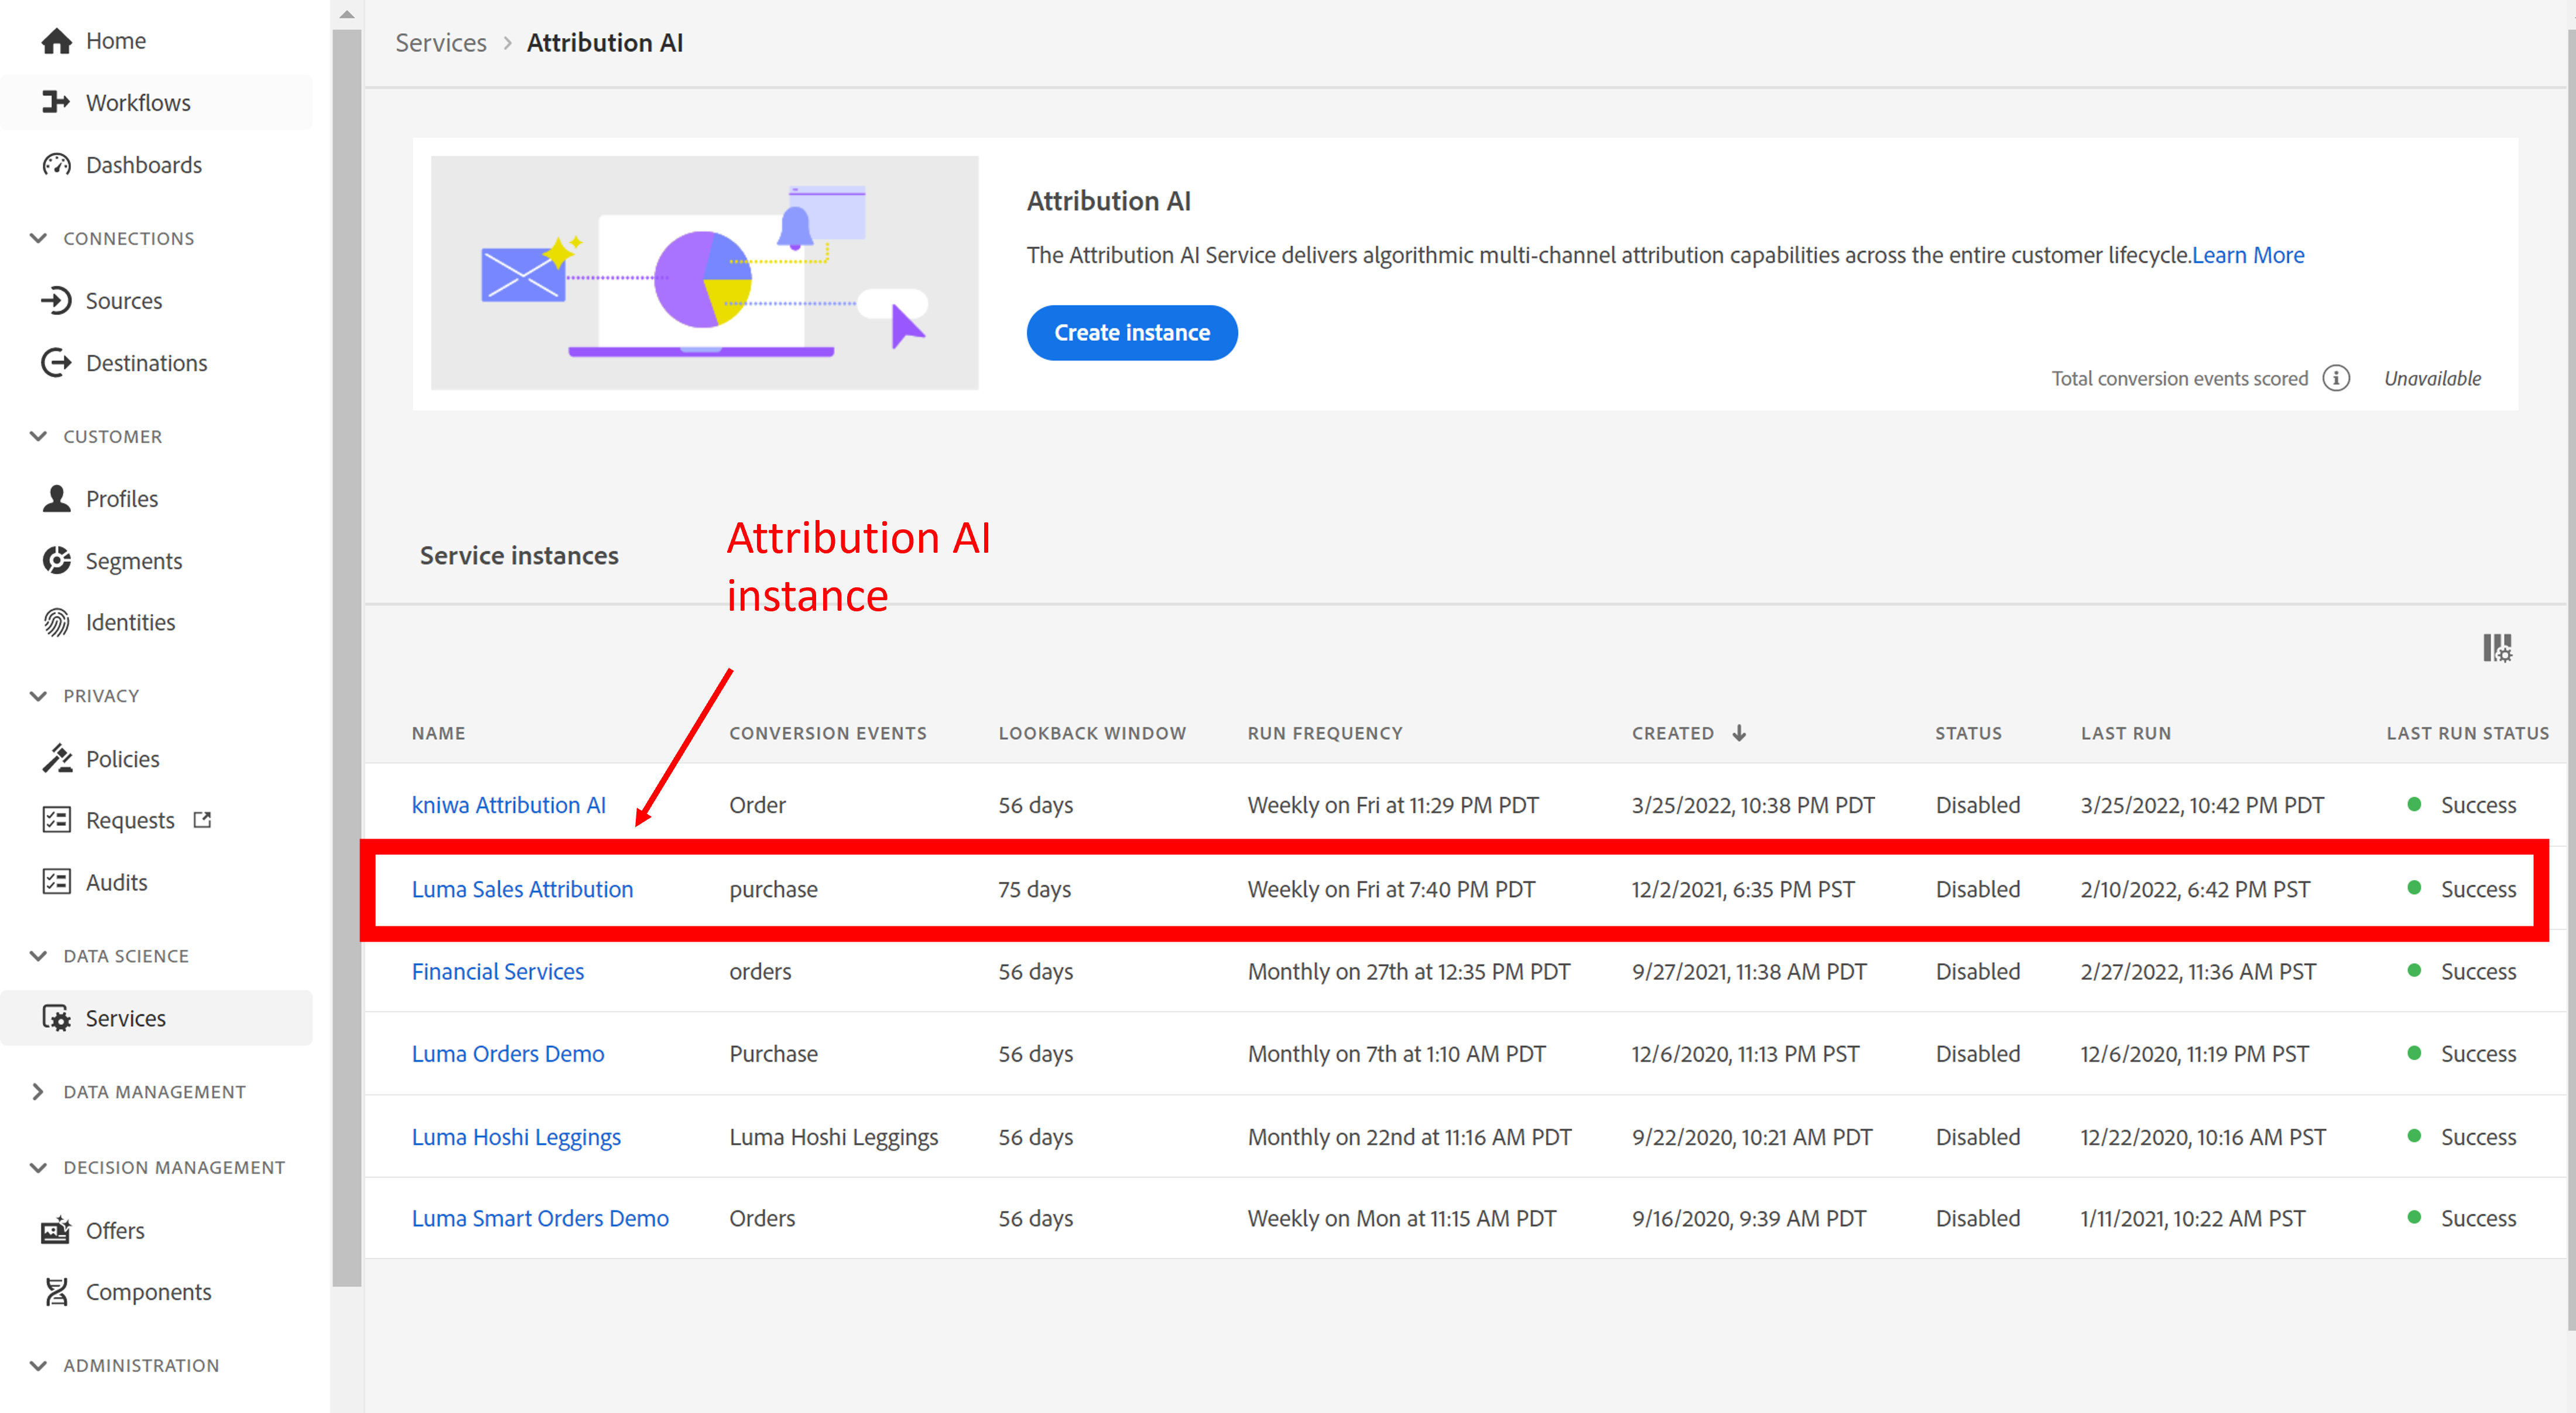 Home
Workflows
Dashboards
CONNECTIONS
Sources
Destinations
CUSTOMER
Profiles
Segments
Identities
PRIVACY
Policies
Requests
Audits
DATA SCIENCE
Services
DATA MANAGEMENT
DECISION MANAGEMENT
Offers
Components
ADMINISTRATION
Services > Attribution AI
Attribution AI
The Attribution AI Service delivers algorithmic multi-channel attribution capabilities across the entire customer lifecycle.Learn More
Create instance
Total conversion events scored Unavailable
Attribution AI
instance
Service instances
NAME CONVERSION EVENTS LOOKBACK WINDOW RUN FREQUENCY CREATED STATUS LAST RUN LAST RUN STATUS
kniwa Attribution AI Order 56 days Weekly on Fri at 11:29 PM PDT 3/25/2022, 10:38 PM PDT Disabled 3/25/2022, 10:42 PM PDT Success
Luma Sales Attribution purchase 75 days Weekly on Fri at 7:40 PM PDT 12/2/2021, 6:35 PM PST Disabled 2/10/2022, 6:42 PM PST Success
Financial Services orders 56 days Monthly on 27th at 12:35 PM PDT 9/27/2021, 11:38 AM PDT Disabled 2/27/2022, 11:36 AM PST Success
Luma Orders Demo Purchase 56 days Monthly on 7th at 1:10 AM PDT 12/6/2020, 11:13 PM PST Disabled 12/6/2020, 11:19 PM PST Success
Luma Hoshi Leggings Luma Hoshi Leggings 56 days Monthly on 22nd at 11:16 AM PDT 9/22/2020, 10:21 AM PDT Disabled 12/22/2020, 10:16 AM PST Success
Luma Smart Orders Demo Orders 56 days Weekly on Mon at 11:15 AM PDT 9/16/2020, 9:39 AM PDT Disabled 1/11/2021, 10:22 AM PST Success